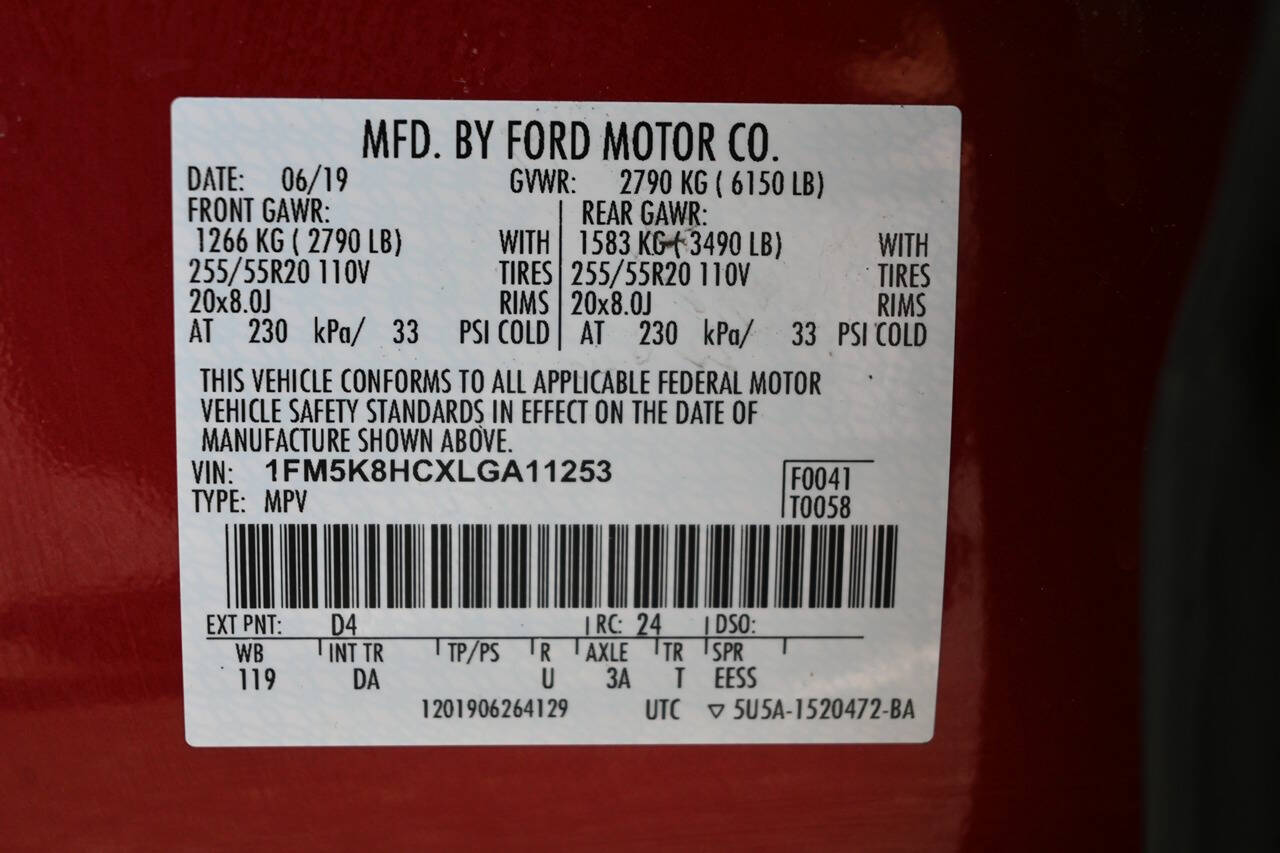 MFD. BY FORD MOTOR CO.
DATE: 06/19 GVWR: 2790 KG ( 6150 LB)
FRONT GAWR: REAR GAWR:
1266 KG ( 2790 LB) WITH 1583 KG ( 3490 LB) WITH
255/55R20 110V TIRES 255/55R20 110V TIRES
20x8.0J RIMS 20x8.0J RIMS
AT 230 kPa/ 33 PSI COLD AT 230 kPa/ 33 PSI COLD
THIS VEHICLE CONFORMS TO ALL APPLICABLE FEDERAL MOTOR
VEHICLE SAFETY STANDARDS IN EFFECT ON THE DATE OF
MANUFACTURE SHOWN ABOVE.
VIN: 1FM5K8HCXLGA11253 F0041
TYPE: MPV T0058
EXT PNT: D4 RC: 24 DSO:
WB INT TR TP/PS R AXLE TR SPR
119 DA U 3A T EESS
1201906264129 UTC ▽ 5U5A-1520472-BA